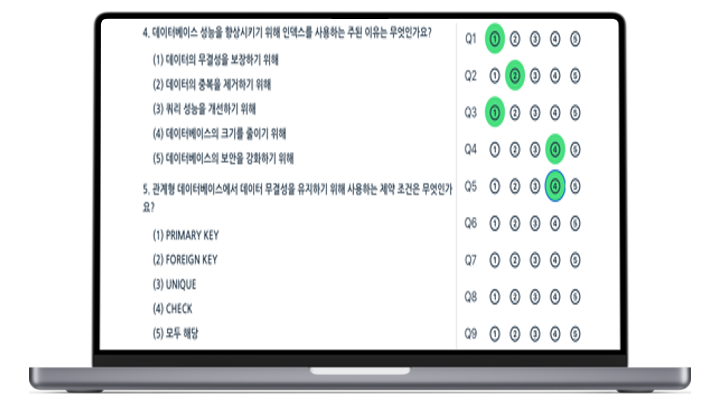 4. 데이터베이스 성능을 향상시키기 위해 인덱스를 사용하는 주된 이유는 무엇인가요?
(1) 데이터의 무결성을 보장하기 위해
(2) 데이터의 중복을 제거하기 위해
(3) 쿼리 성능을 개선하기 위해
(4) 데이터베이스의 크기를 줄이기 위해
(5) 데이터베이스의 보안을 강화하기 위해
5. 관계형 데이터베이스에서 데이터 무결성을 유지하기 위해 사용하는 제약 조건은 무엇인가
요?
(1) PRIMARY KEY
(2) FOREIGN KEY
(3) UNIQUE
(4) CHECK
(5) 모두 해당
Q1 ① ② ③ ④ ⑤
Q2 ① ② ③ ④ ⑤
Q3 ① ② ③ ④ ⑤
Q4 ① ② ③ ④ ⑤
Q5 ① ② ③ ④ ⑤
Q6 ① ② ③ ④ ⑤
Q7 ① ② ③ ④ ⑤
Q8 ① ② ③ ④ ⑤
Q9 ① ② ③ ④ ⑤